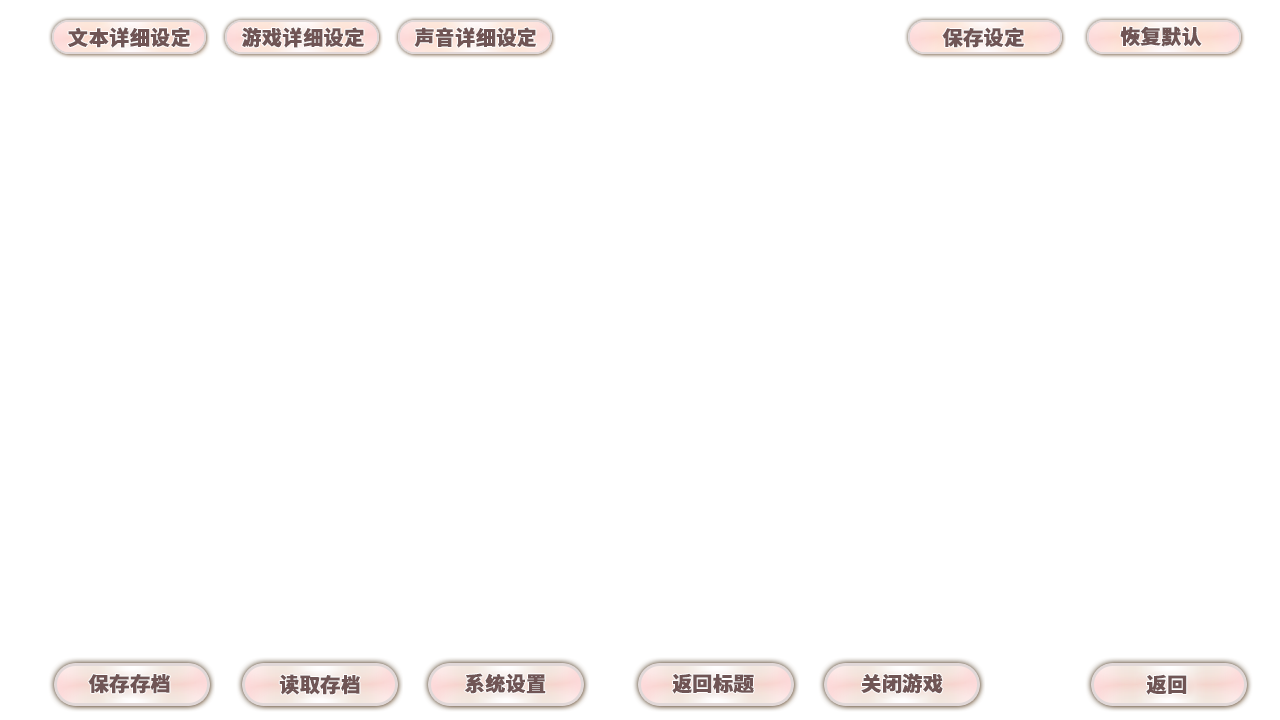 文本详细设定
游戏详细设定
声音详细设定
保存设定
恢复默认
保存存档
读取存档
系统设置
返回标题
关闭游戏
返回